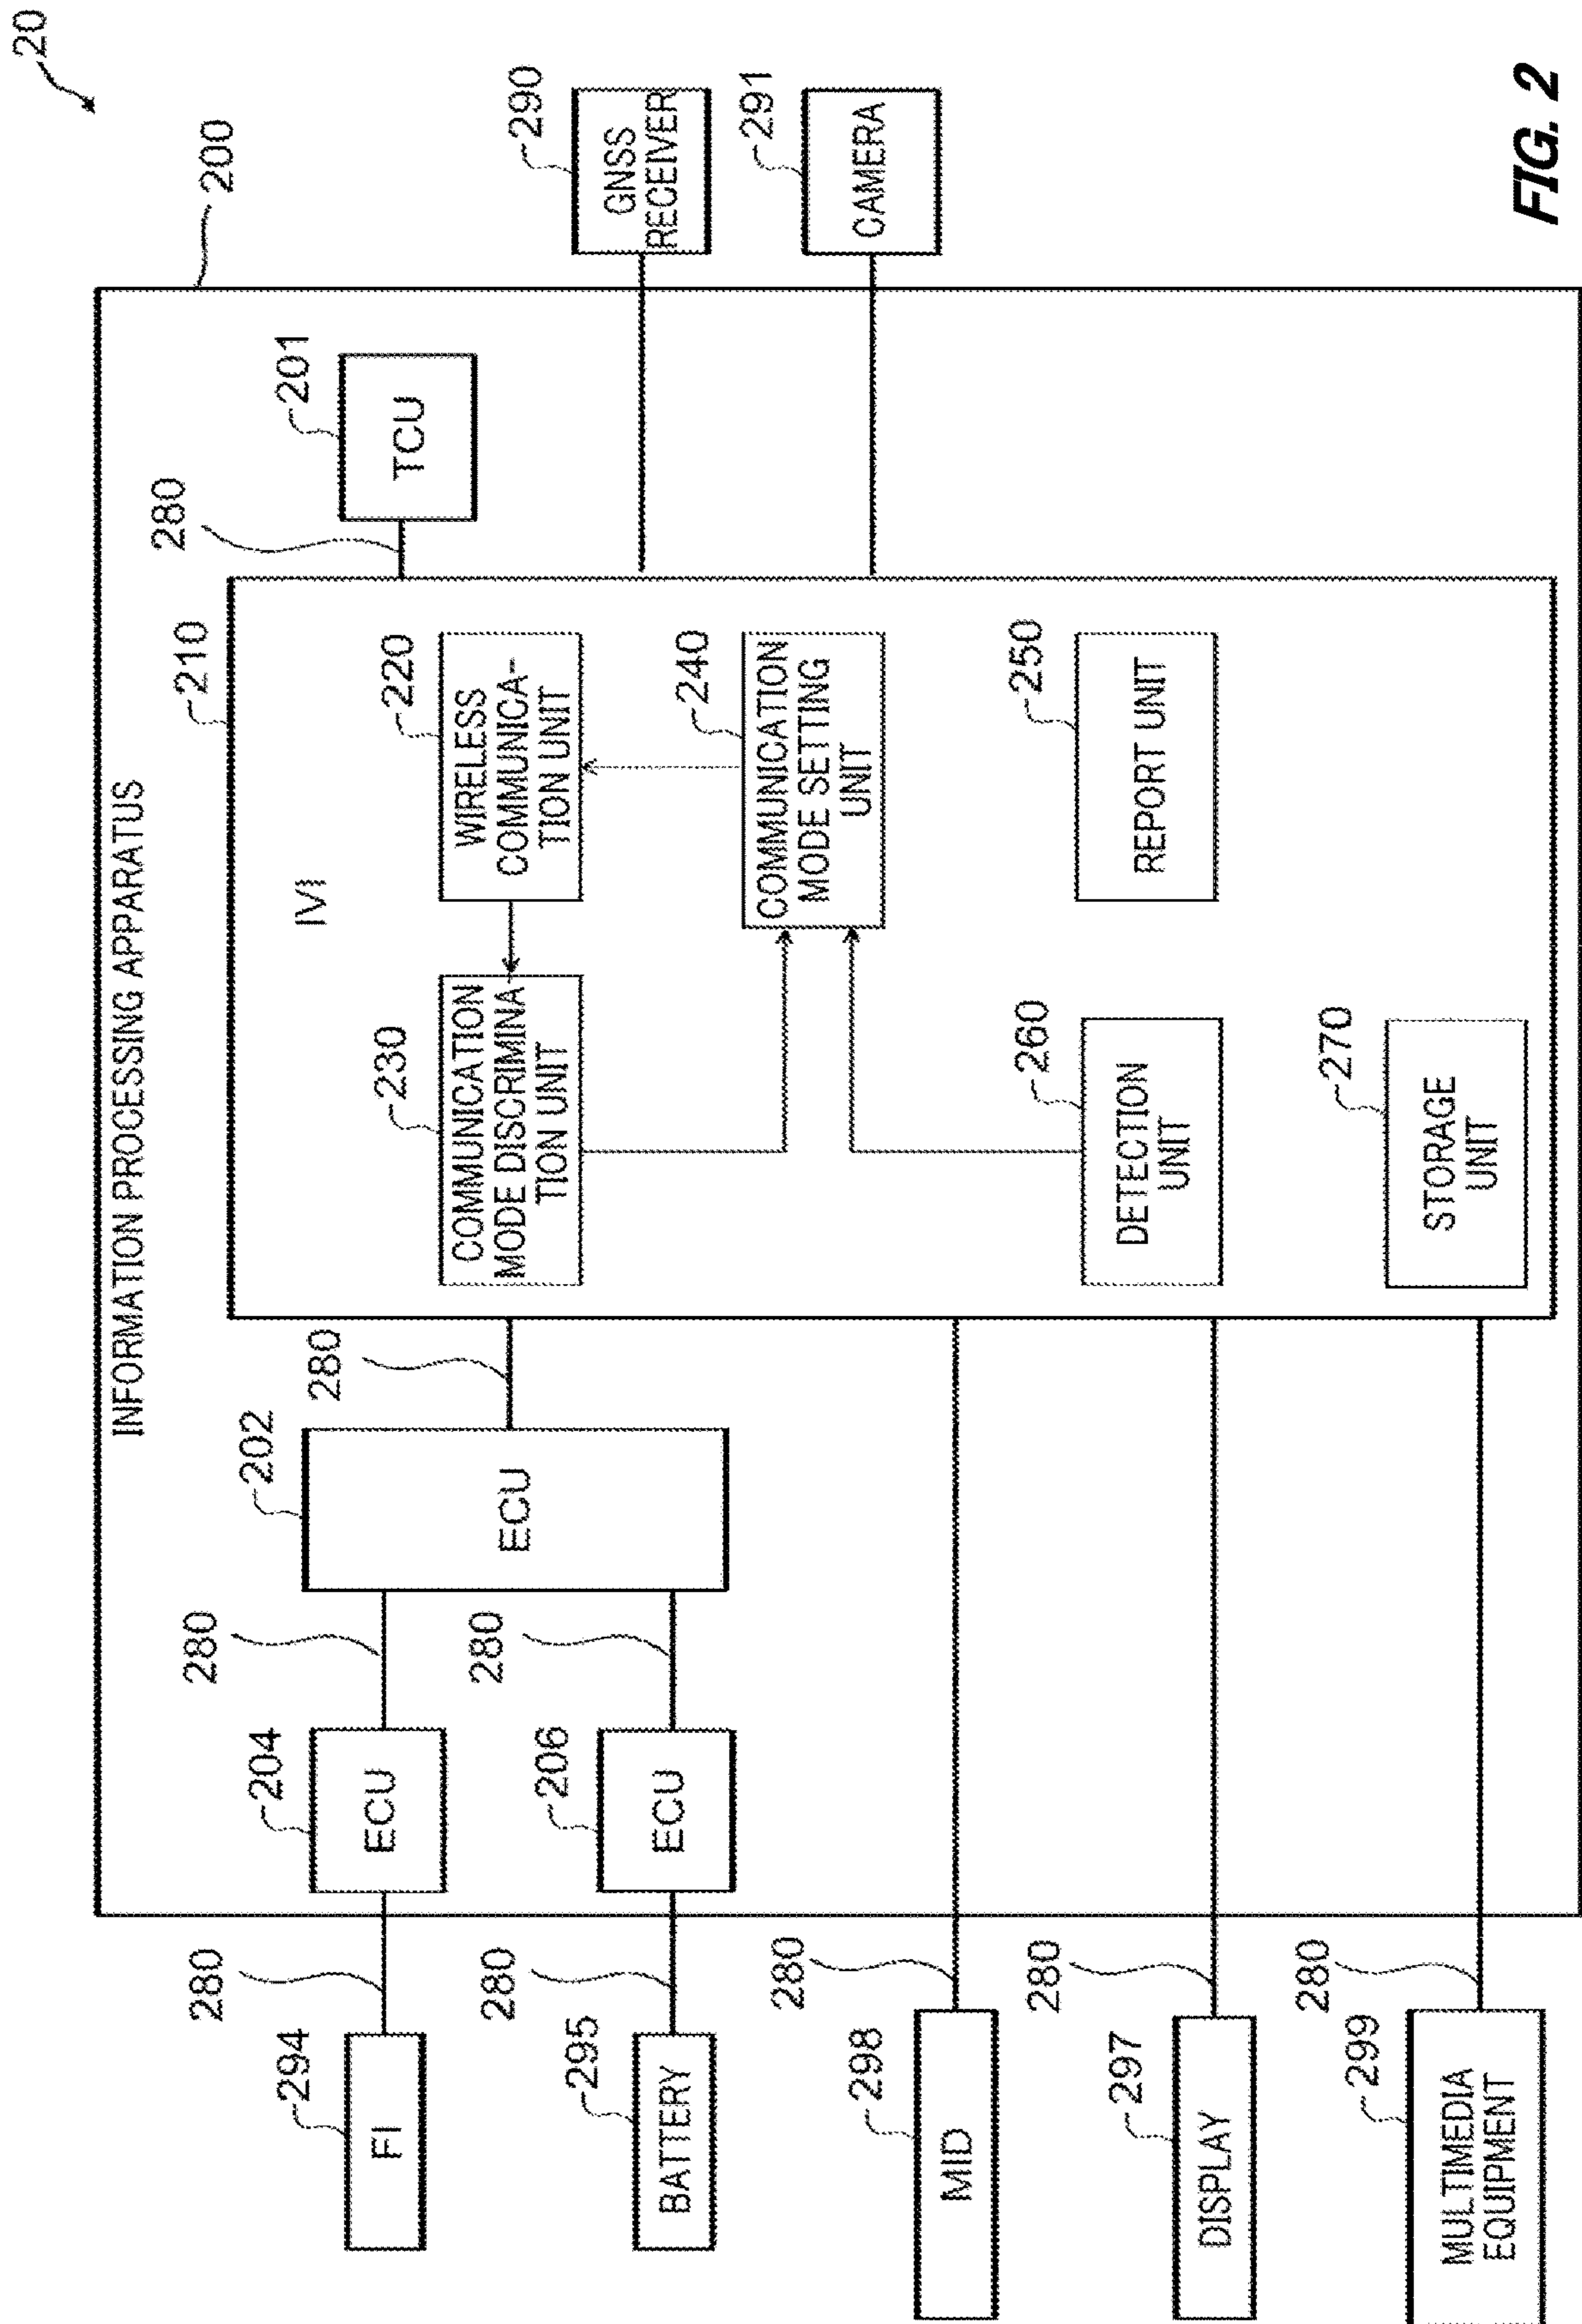 20
200
INFORMATION PROCESSING APPARATUS
294
FI
280
204
ECU
280
202
ECU
280
210
IVI
280
201
TCU
295
BATTERY
280
206
ECU
280
230
COMMUNICATION
MODE DISCRIMINA-
TION UNIT
220
WIRELESS
COMMUNICA-
TION UNIT
290
GNSS
RECEIVER
240
COMMUNICATION
MODE SETTING
UNIT
291
CAMERA
298
MID
280
297
DISPLAY
280
260
DETECTION
UNIT
250
REPORT UNIT
299
MULTIMEDIA
EQUIPMENT
280
270
STORAGE
UNIT
FIG. 2